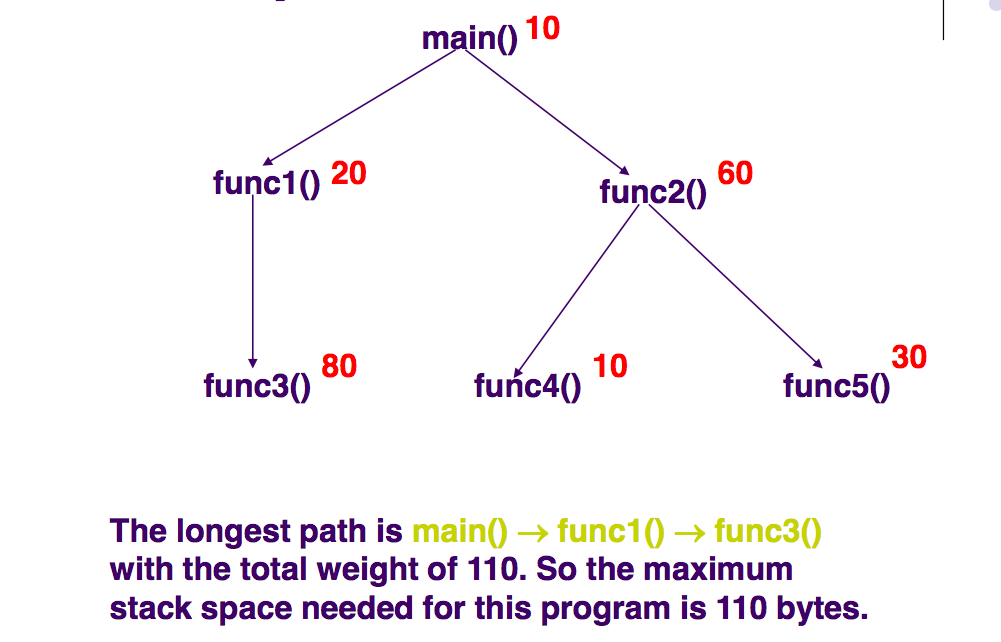 main() 10
func1() 20
func2() 60
func3() 80
func4() 10
func5() 30
The longest path is main() → func1() → func3()
with the total weight of 110. So the maximum
stack space needed for this program is 110 bytes.